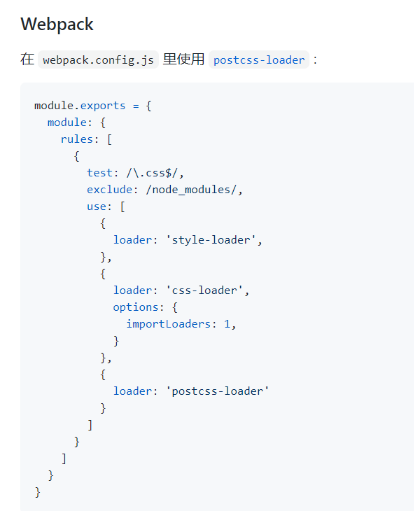 Webpack
在 webpack.config.js 里使用 postcss-loader :
module.exports = {
  module: {
    rules: [
      {
        test: /\.css$/,
        exclude: /node_modules/,
        use: [
          {
            loader: 'style-loader',
          },
          {
            loader: 'css-loader',
            options: {
              importLoaders: 1,
            }
          },
          {
            loader: 'postcss-loader'
          }
        ]
      }
    ]
  }
}